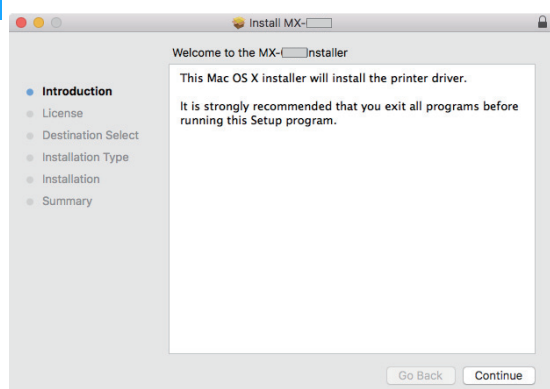 Install MX-
Welcome to the MX- Installer
Introduction
License
Destination Select
Installation Type
Installation
Summary
This Mac OS X installer will install the printer driver.
It is strongly recommended that you exit all programs before
running this Setup program.
Go Back
Continue